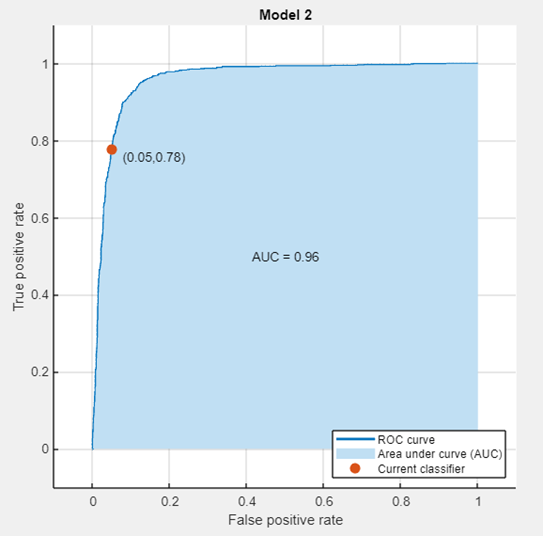 Model 2
1
0.8
(0.05,0.78)
0.6
True positive rate
AUC = 0.96
0.4
0.2
0
ROC curve
Area under curve (AUC)
Current classifier
0 0.2 0.4 0.6 0.8 1
False positive rate